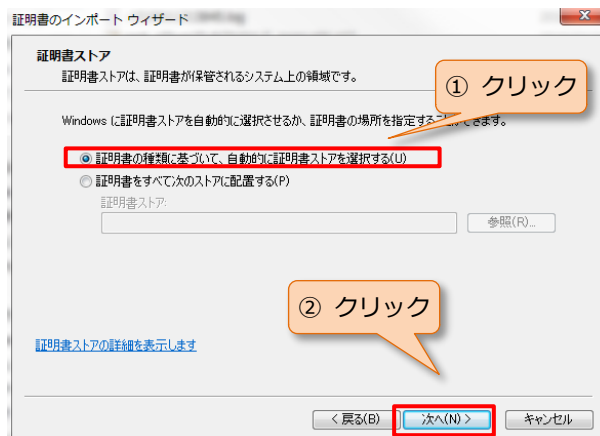 証明書のインポート ウィザード
証明書ストア
証明書ストアは、証明書が保管されるシステム上の領域です。
① クリック
Windows に証明書ストアを自動的に選択させるか、証明書の場所を指定することができます。
証明書の種類に基づいて、自動的に証明書ストアを選択する(U)
証明書をすべて次のストアに配置する(P)
証明書ストア:
参照(R)...
② クリック
証明書ストアの詳細を表示します
< 戻る(B)
次へ(N) >
キャンセル